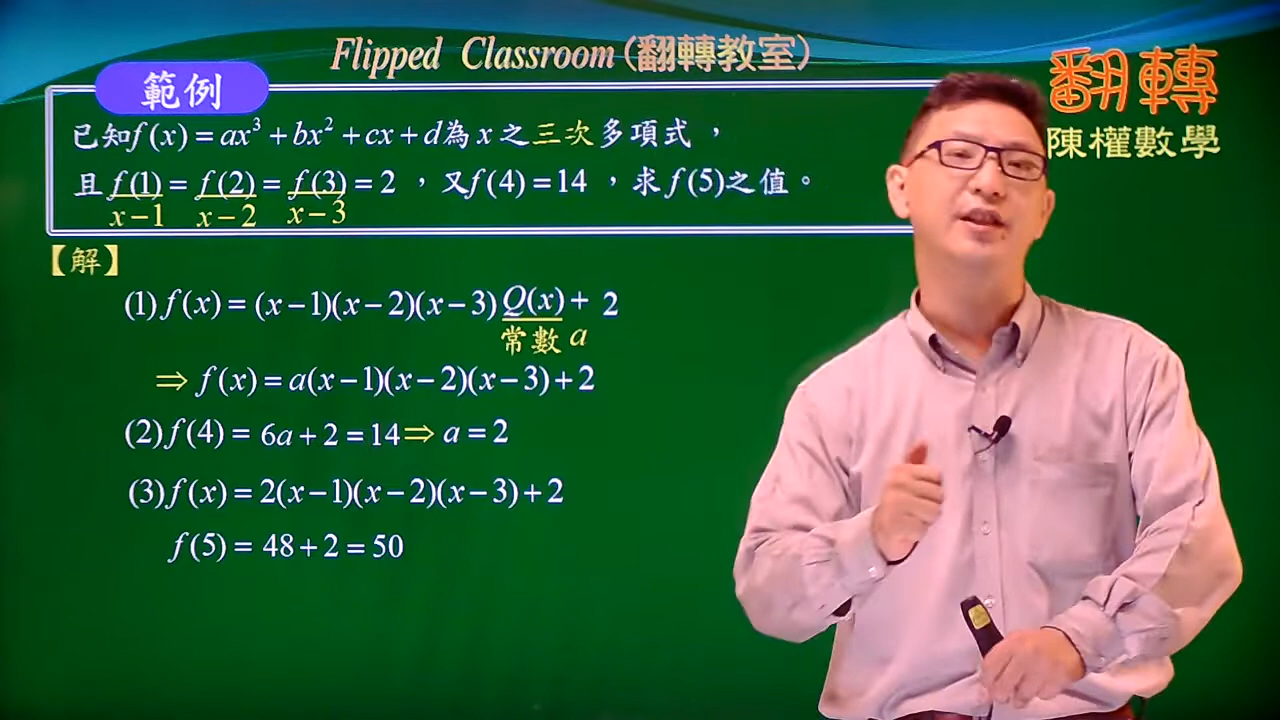 Flipped Classroom(翻轉教室)
翻轉
陳權數學
範例
已知f(x)=ax³+bx²+cx+d為x之三次多項式，
且f(1)=f(2)=f(3)=2，又f(4)=14，求f(5)之值。
x−1 x−2 x−3
【解】
(1)f(x)=(x−1)(x−2)(x−3)Q(x)+ 2
常數 a
⇒ f(x)=a(x−1)(x−2)(x−3)+2
(2)f(4)=6a+2=14⇒a=2
(3)f(x)=2(x−1)(x−2)(x−3)+2
f(5)=48+2=50